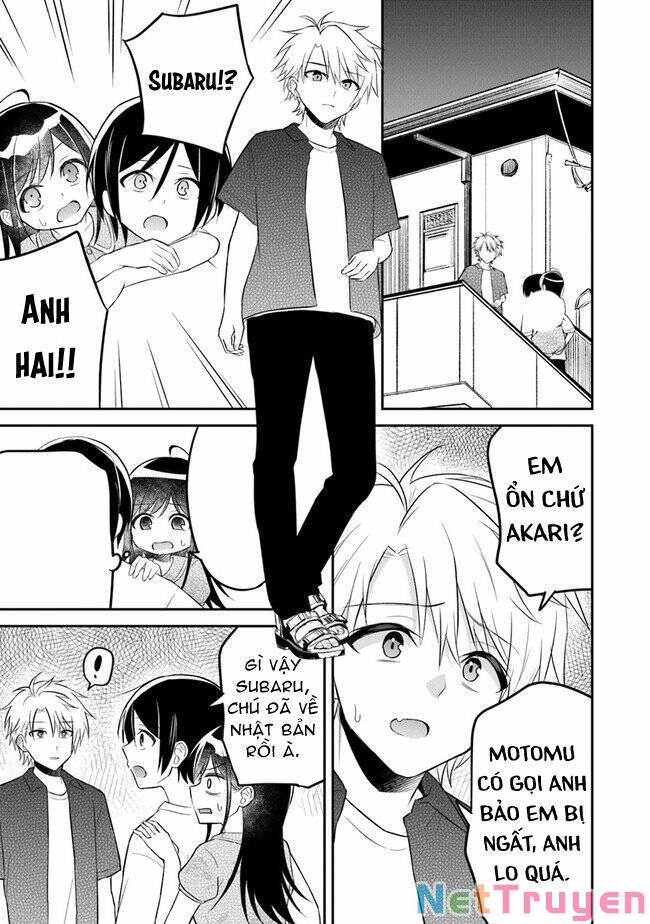 SUBARU!?
ANH
HAI!!
EM
ỔN CHỨ
AKARI?
MOTOMU
CÓ GỌI ANH
BẢO EM BỊ
NGẤT, ANH
LO QUÁ.
GÌ VẬY
SUBARU,
CHÚ ĐÃ VỀ
NHẬT BẢN
RỒI À.
!
NetTruyen